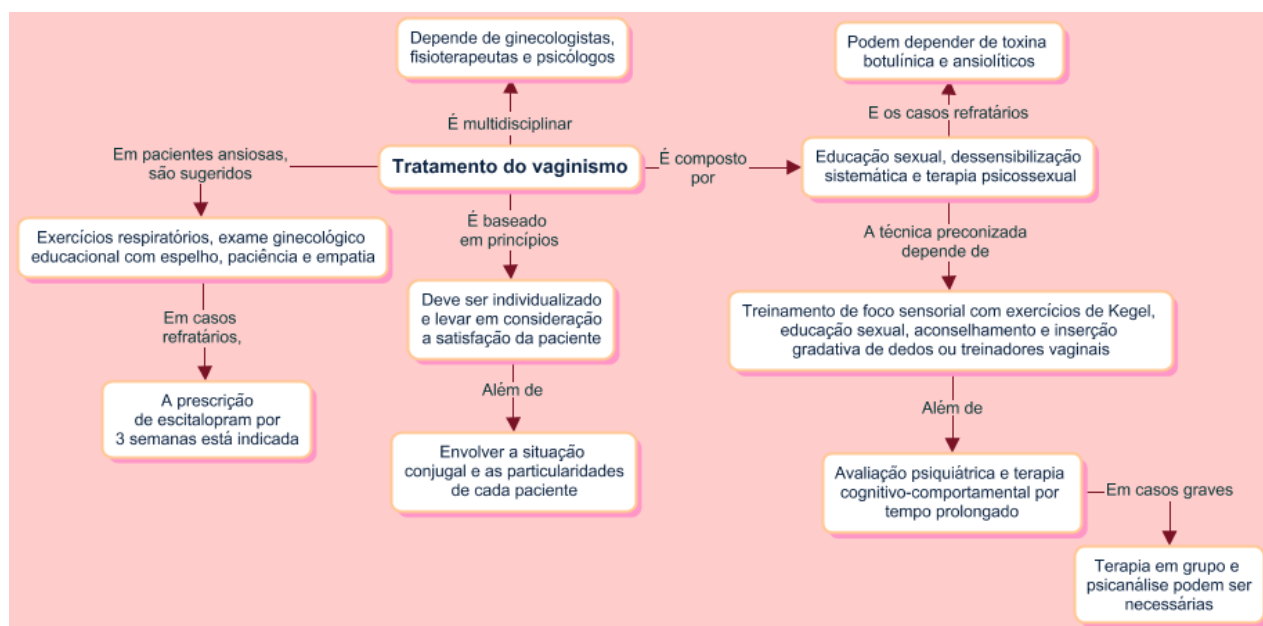 Depende de ginecologistas,
fisioterapeutas e psicólogos
Podem depender de toxina
botulínica e ansiolíticos
É multidisciplinar
E os casos refratários
Em pacientes ansiosas,
são sugeridos
Tratamento do vaginismo
É composto
por
Educação sexual, dessensibilização
sistemática e terapia psicossexual
Exercícios respiratórios, exame ginecológico
educacional com espelho, paciência e empatia
É baseado
em princípios
A técnica preconizada
depende de
Em casos
refratários,
Deve ser individualizado
e levar em consideração
a satisfação da paciente
Treinamento de foco sensorial com exercícios de Kegel,
educação sexual, aconselhamento e inserção
gradativa de dedos ou treinadores vaginais
A prescrição
de escitalopram por
3 semanas está indicada
Além de
Além de
Envolver a situação
conjugal e as particularidades
de cada paciente
Avaliação psiquiátrica e terapia
cognitivo-comportamental por
tempo prolongado
Em casos graves
Terapia em grupo e
psicanálise podem ser
necessárias